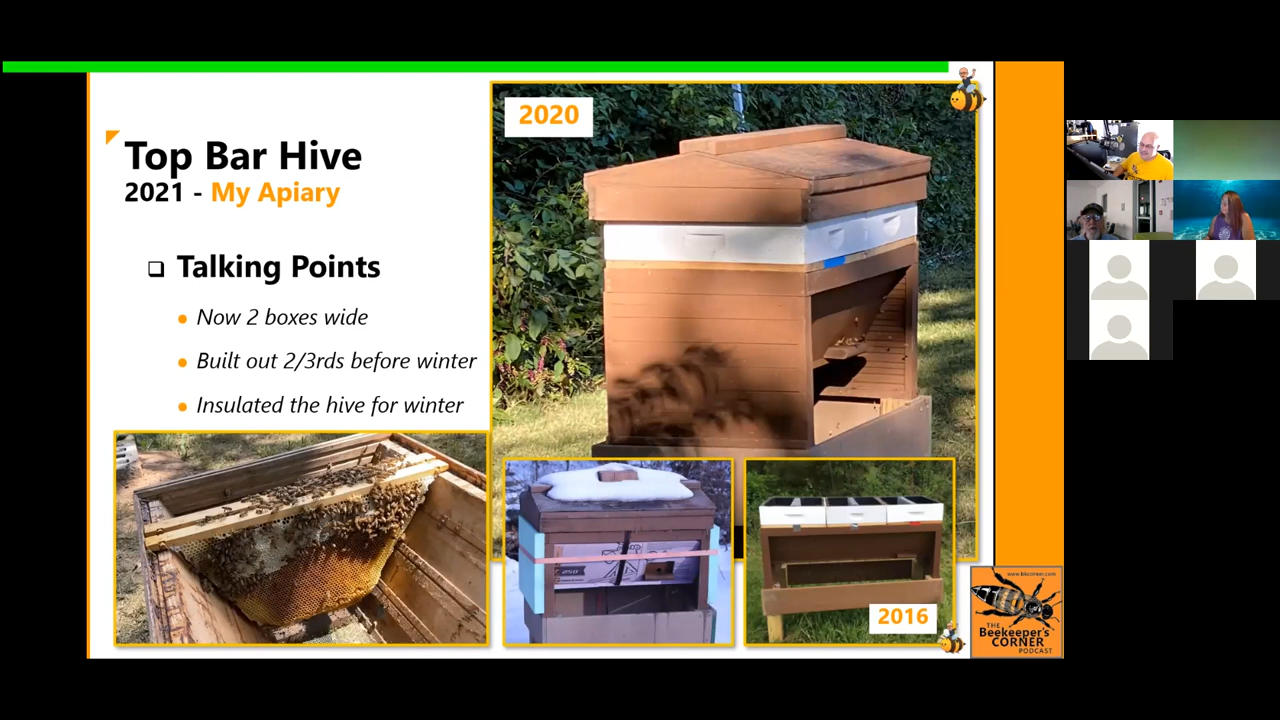 Top Bar Hive
2021 - My Apiary
Talking Points
Now 2 boxes wide
Built out 2/3rds before winter
Insulated the hive for winter
2020
2016
www.bkcorner.com
THE
Beekeeper's
CORNER
PODCAST